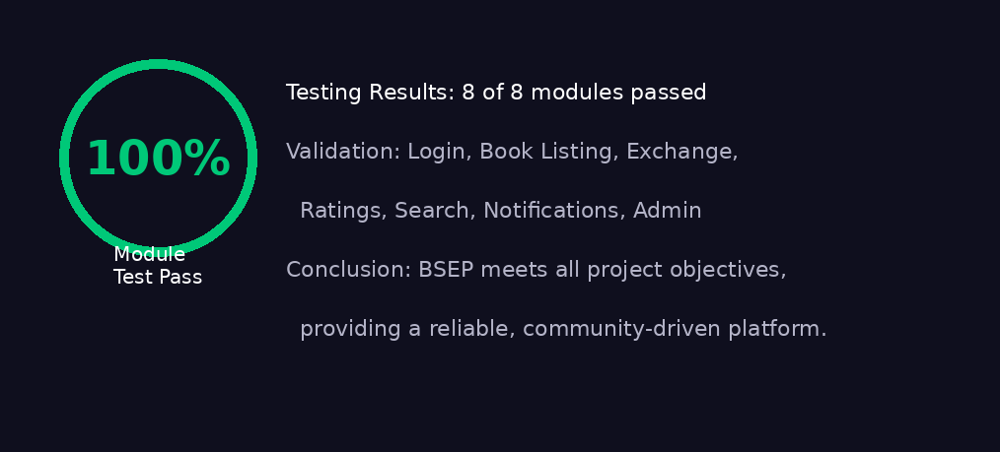 100%
Module
Test Pass
Testing Results: 8 of 8 modules passed
Validation: Login, Book Listing, Exchange,
Ratings, Search, Notifications, Admin
Conclusion: BSEP meets all project objectives,
providing a reliable, community-driven platform.